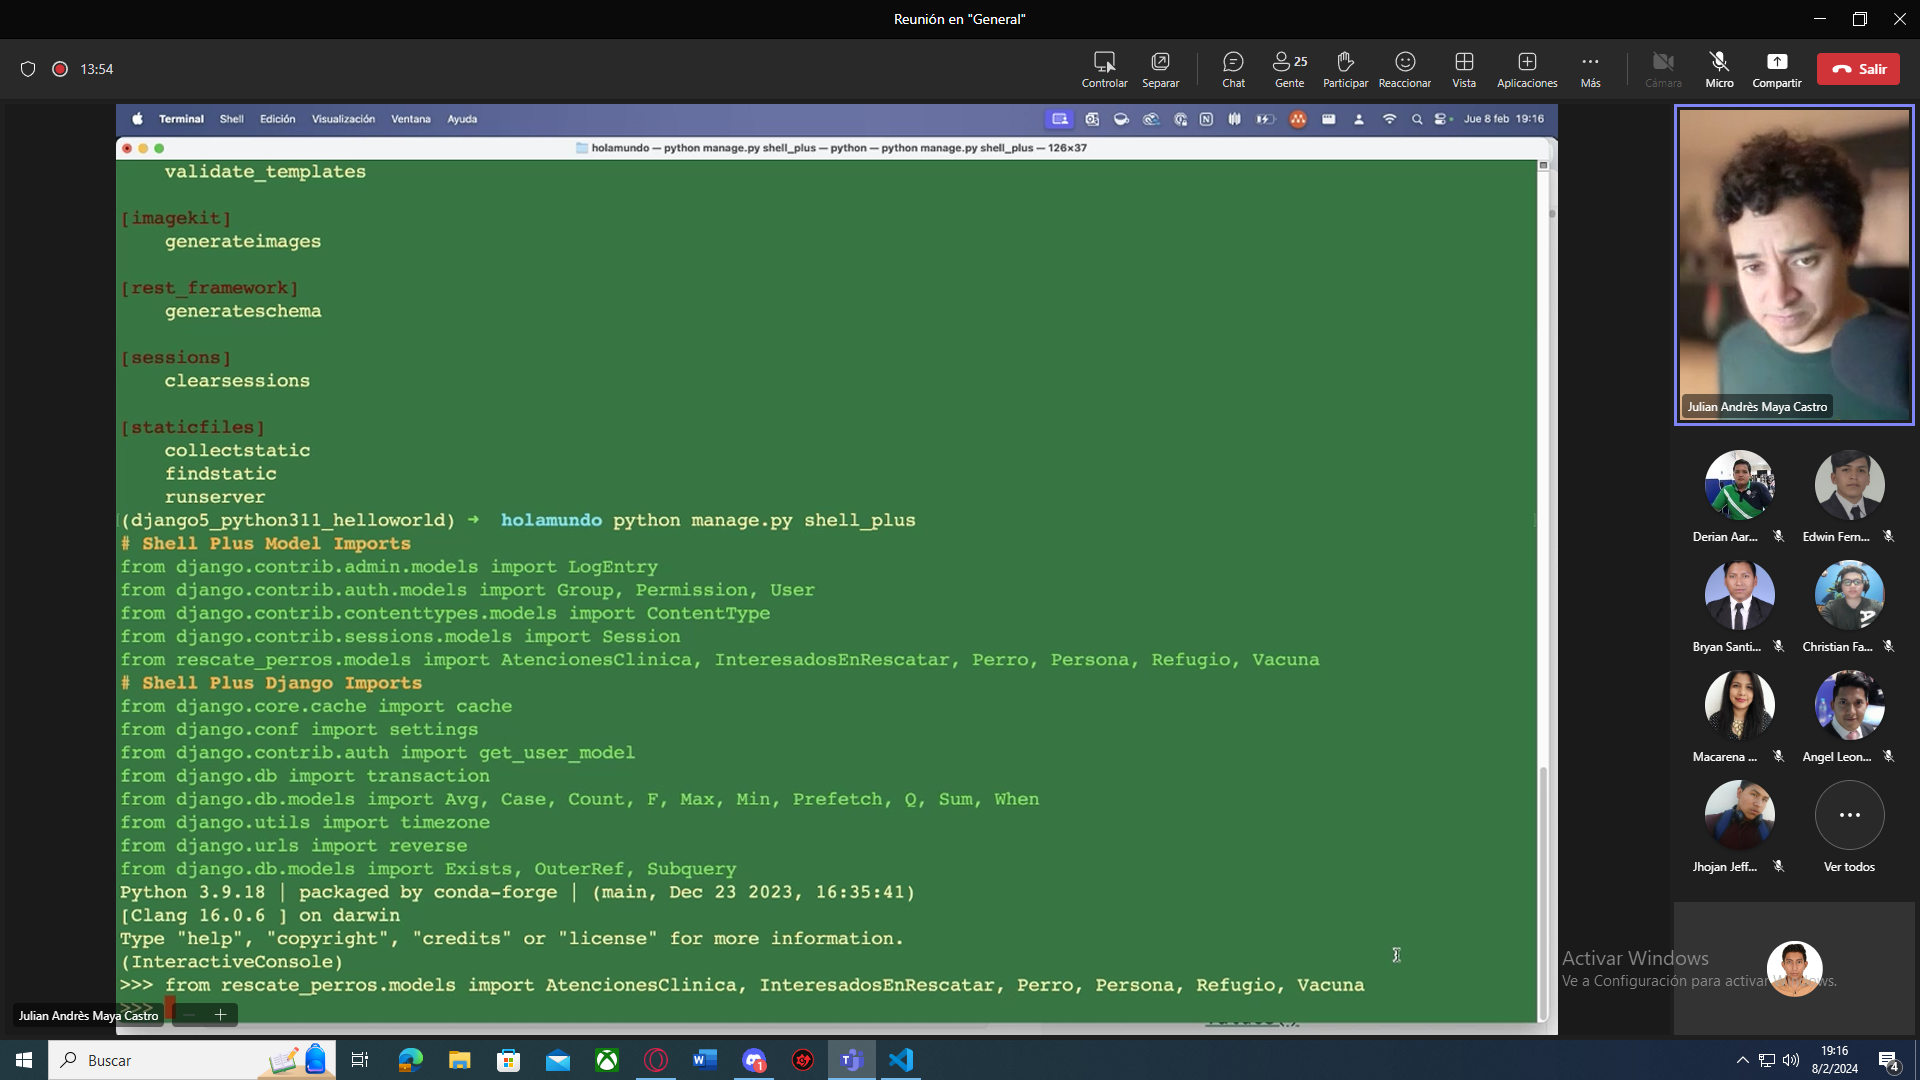 Reunión en "General"
13:54
Controlar
Separar
Chat
25
Gente
Participar
Reaccionar
Vista
Aplicaciones
Más
Cámara
Micro
Compartir
Salir
Terminal Shell Edición Visualización Ventana Ayuda
Jue 8 feb 19:16
holamundo — python manage.py shell_plus — python — python manage.py shell_plus — 126×37
validate_templates
[imagekit]
generateimages
[rest_framework]
generateschema
[sessions]
clearsessions
[staticfiles]
collectstatic
findstatic
runserver
(django5_python311_helloworld) → holamundo python manage.py shell_plus
# Shell Plus Model Imports
from django.contrib.admin.models import LogEntry
from django.contrib.auth.models import Group, Permission, User
from django.contrib.contenttypes.models import ContentType
from django.contrib.sessions.models import Session
from rescate_perros.models import AtencionesClinica, InteresadosEnRescatar, Perro, Persona, Refugio, Vacuna
# Shell Plus Django Imports
from django.core.cache import cache
from django.conf import settings
from django.contrib.auth import get_user_model
from django.db import transaction
from django.db.models import Avg, Case, Count, F, Max, Min, Prefetch, Q, Sum, When
from django.utils import timezone
from django.urls import reverse
from django.db.models import Exists, OuterRef, Subquery
Python 3.9.18 | packaged by conda-forge | (main, Dec 23 2023, 16:35:41)
[Clang 16.0.6 ] on darwin
Type "help", "copyright", "credits" or "license" for more information.
(InteractiveConsole)
>>> from rescate_perros.models import AtencionesClinica, InteresadosEnRescatar, Perro, Persona, Refugio, Vacuna
>>>
Julian Andrès Maya Castro
Julian Andrès Maya Castro
Derian Aar...
Edwin Fern...
Bryan Santi...
Christian Fa...
Macarena ...
Angel Leon...
Jhojan Jeff...
Ver todos
Activar Windows
Ve a Configuración para activar Windows.
Buscar
19:16
8/2/2024
4
1